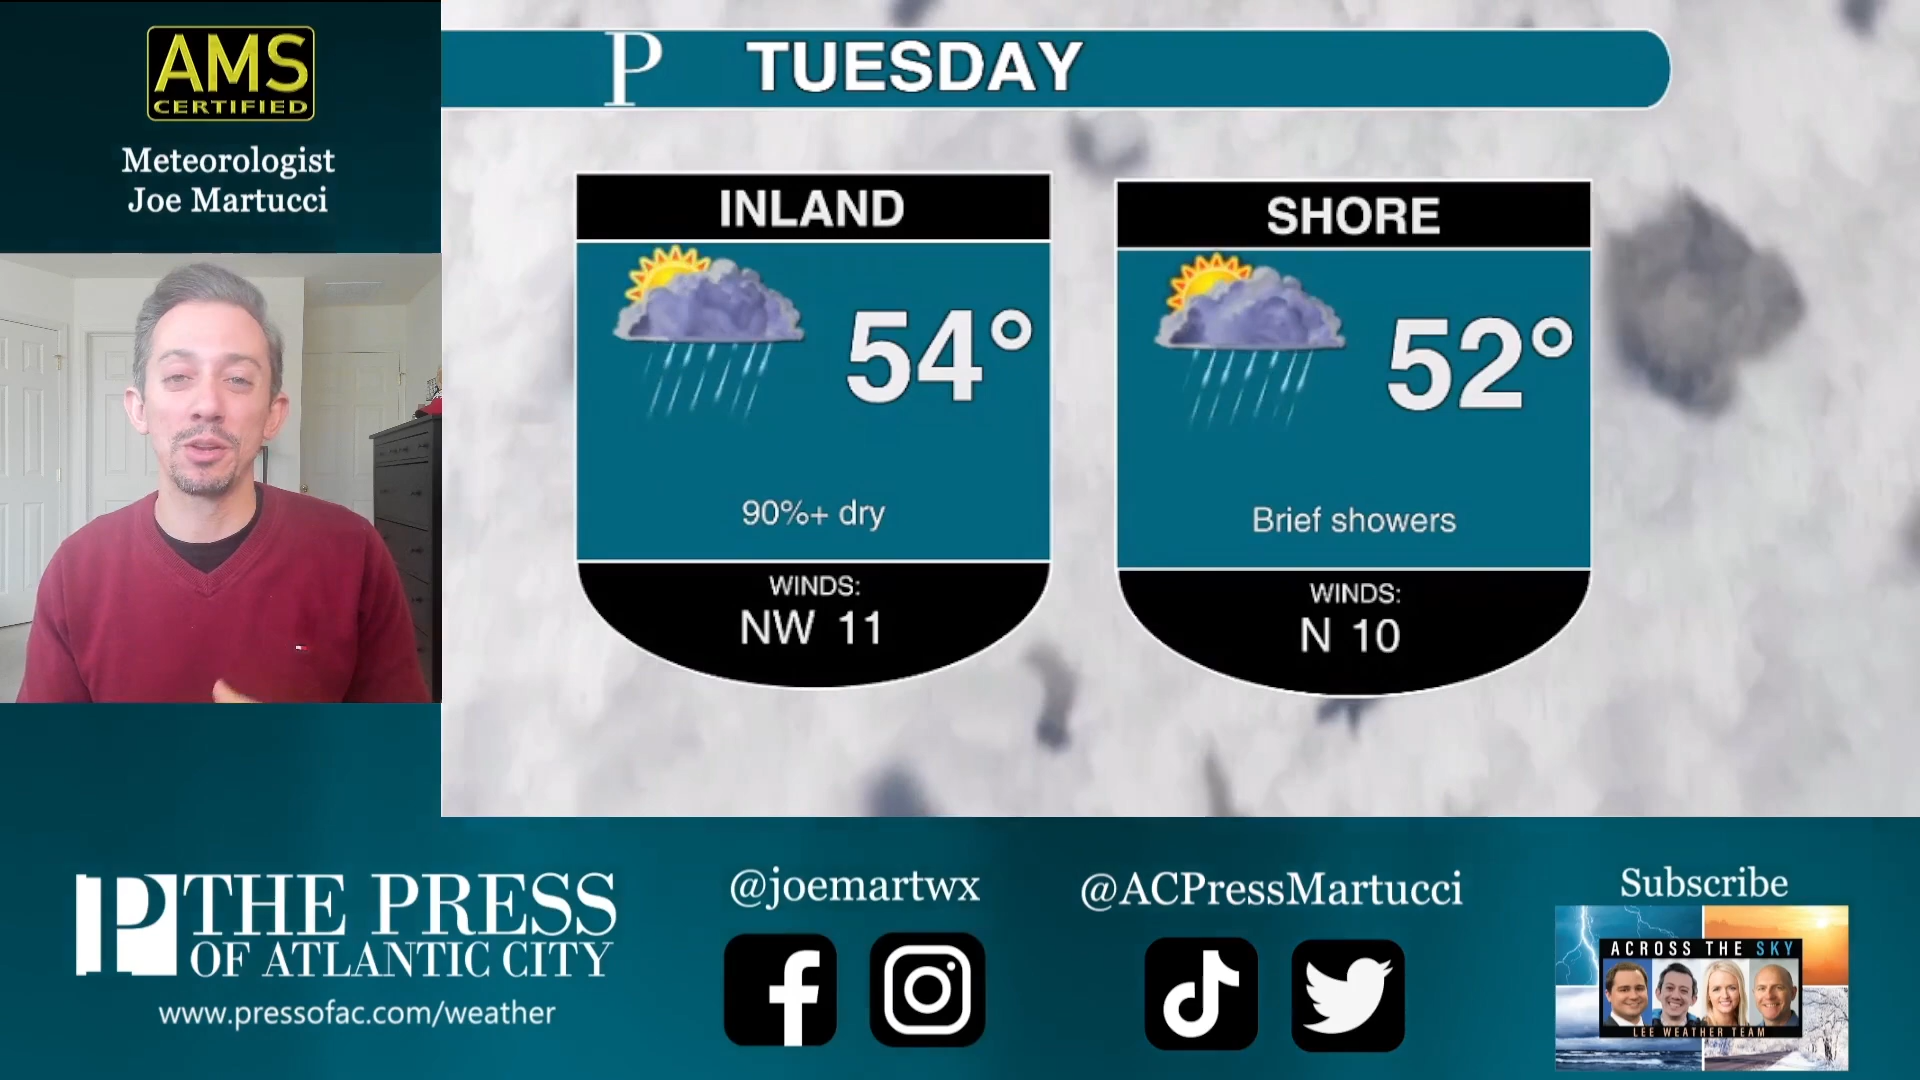 AMS
CERTIFIED
Meteorologist
Joe Martucci
P TUESDAY
INLAND
54°
90%+ dry
WINDS:
NW 11
SHORE
52°
Brief showers
WINDS:
N 10
P THE PRESS
OF ATLANTIC CITY
www.pressofac.com/weather
@joemartwx
@ACPressMartucci
Subscribe
ACROSS THE SKY
LEE WEATHER TEAM